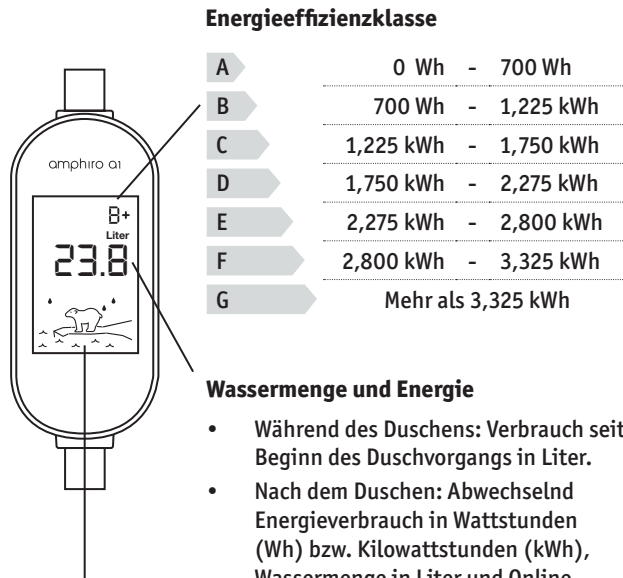 Energieeffizienzklasse
A 0 Wh - 700 Wh
B 700 Wh - 1,225 kWh
C 1,225 kWh - 1,750 kWh
D 1,750 kWh - 2,275 kWh
E 2,275 kWh - 2,800 kWh
F 2,800 kWh - 3,325 kWh
G Mehr als 3,325 kWh
amphiro a1
B+
Liter
23.8
Wassermenge und Energie
• Während des Duschens: Verbrauch seit
Beginn des Duschvorgangs in Liter.
• Nach dem Duschen: Abwechselnd
Energieverbrauch in Wattstunden
(Wh) bzw. Kilowattstunden (kWh),
Wassermenge in Liter und Online